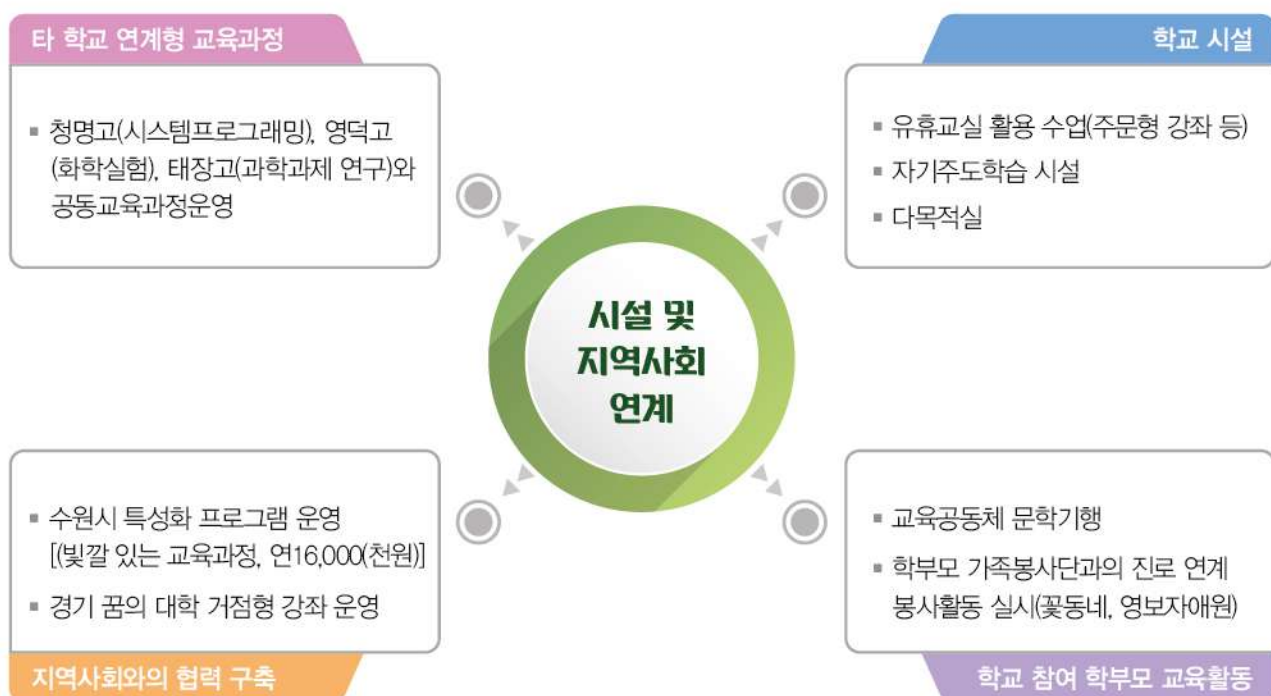 타 학교 연계형 교육과정
▪ 청명고(시스템프로그래밍), 영덕고
(화학실험), 태장고(과학과제 연구)와
공동교육과정운영
학교 시설
▪ 유휴교실 활용 수업(주문형 강좌 등)
▪ 자기주도학습 시설
▪ 다목적실
시설 및
지역사회
연계
▪ 수원시 특성화 프로그램 운영
[(빛깔 있는 교육과정, 연16,000(천원)]
▪ 경기 꿈의 대학 거점형 강좌 운영
지역사회와의 협력 구축
▪ 교육공동체 문학기행
▪ 학부모 가족봉사단과의 진로 연계
봉사활동 실시(꽃동네, 영보자애원)
학교 참여 학부모 교육활동